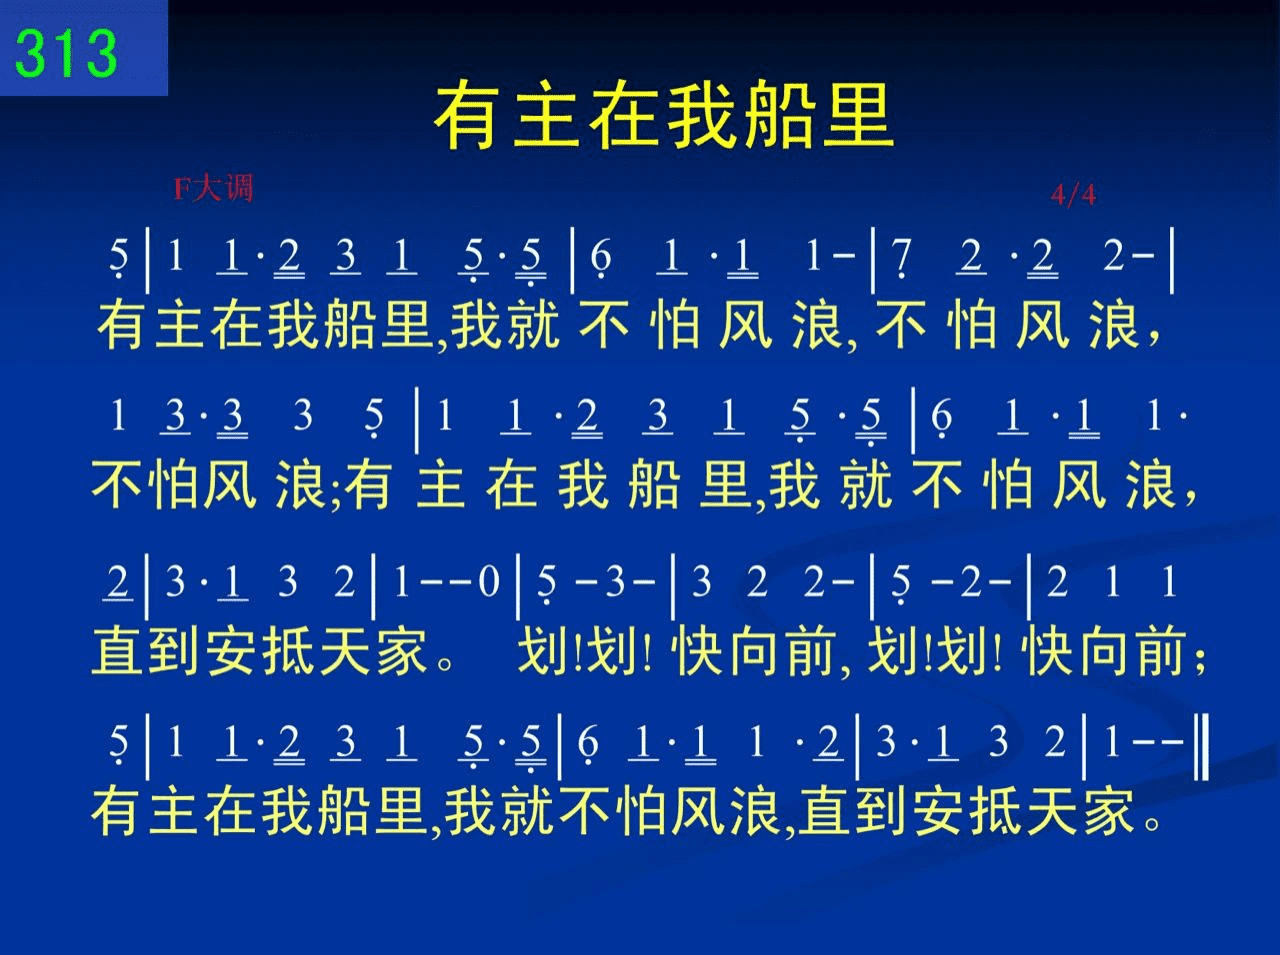 313
有主在我船里
F大调 4/4
5̣ | 1 1·2 3 1 5̣·5̣ | 6̣ 1·1 1- | 7̣ 2·2 2- |
有主在我船里,我就不怕风浪,不怕风浪,
1 3·3 3 5̣ | 1 1·2 3 1 5̣·5̣ | 6̣ 1·1 1·
不怕风浪;有主在我船里,我就不怕风浪,
2 | 3·1 3 2 | 1--0 | 5̣-3- | 3 2 2- | 5̣-2- | 2 1 1
直到安抵天家。 划!划!快向前,划!划!快向前;
5̣ | 1 1·2 3 1 5̣·5̣ | 6̣ 1·1 1·2 | 3·1 3 2 | 1--‖
有主在我船里,我就不怕风浪,直到安抵天家。